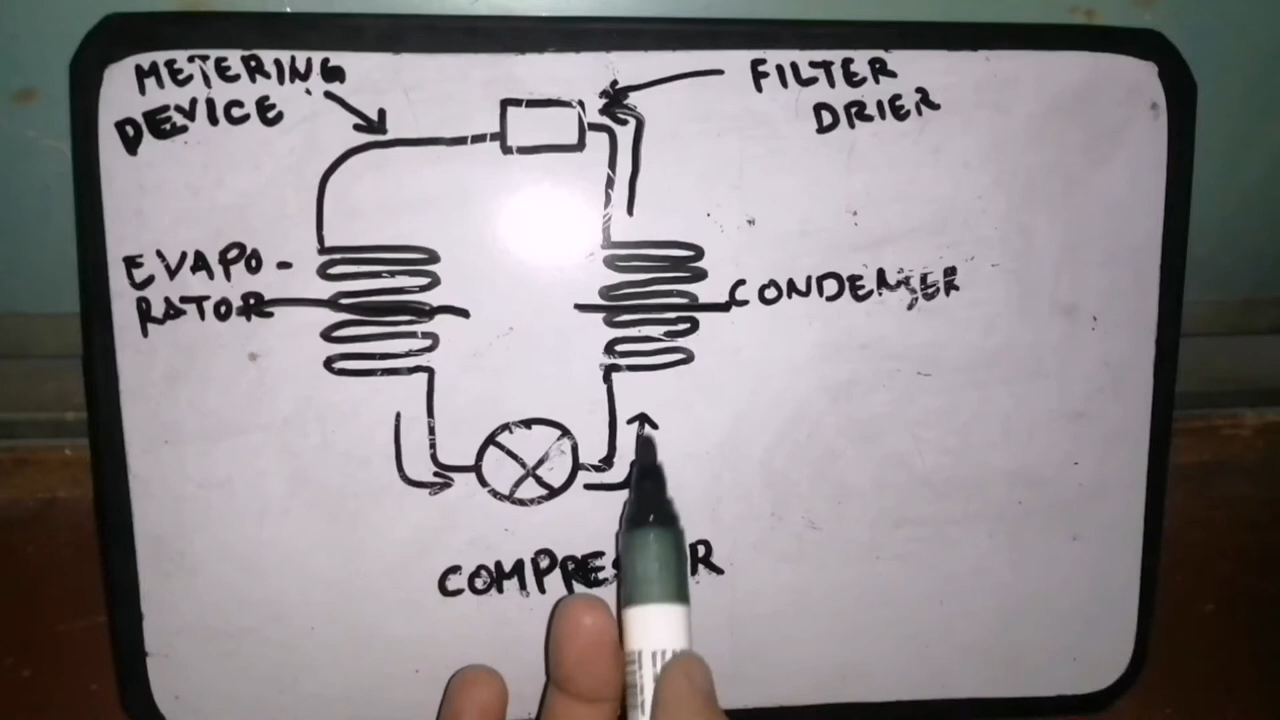 METERING
DEVICE
FILTER
DRIER
EVAPO-
RATOR
CONDENSER